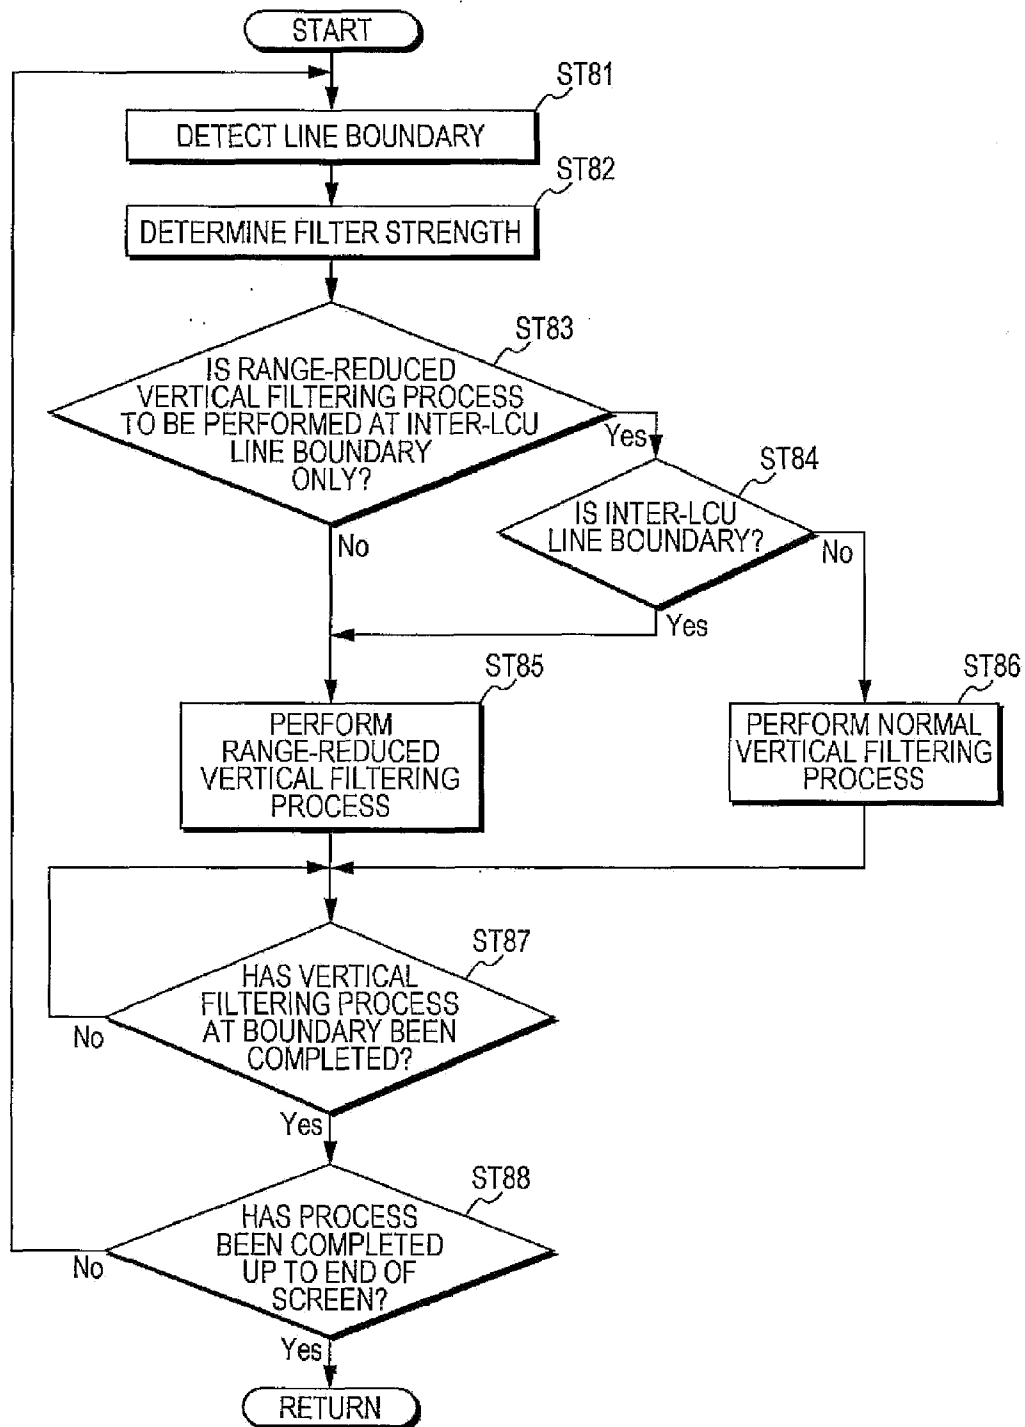 START
ST81
DETECT LINE BOUNDARY
ST82
DETERMINE FILTER STRENGTH
ST83
IS RANGE-REDUCED
VERTICAL FILTERING PROCESS
TO BE PERFORMED AT INTER-LCU
LINE BOUNDARY
ONLY?
Yes
No
ST84
IS INTER-LCU
LINE BOUNDARY?
No
Yes
ST85
PERFORM
RANGE-REDUCED
VERTICAL FILTERING
PROCESS
ST86
PERFORM NORMAL
VERTICAL FILTERING
PROCESS
ST87
HAS VERTICAL
FILTERING PROCESS
AT BOUNDARY BEEN
COMPLETED?
No
Yes
ST88
HAS PROCESS
BEEN COMPLETED
UP TO END OF
SCREEN?
No
Yes
RETURN